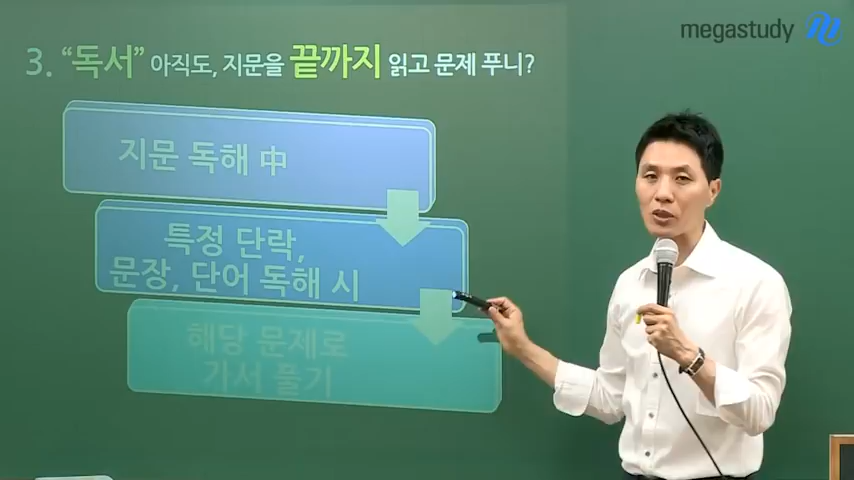 megastudy
3. “독서” 아직도, 지문을 끝까지 읽고 문제 푸니?
지문 독해 中
특정 단락,
문장, 단어 독해 시
해당 문제로
가서 풀기